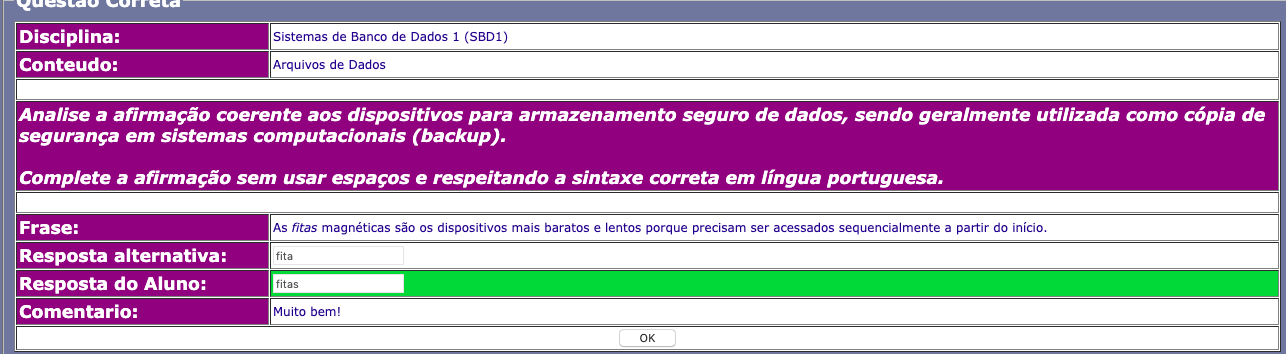 Questão Correta
Disciplina: Sistemas de Banco de Dados 1 (SBD1)
Conteudo: Arquivos de Dados
Analise a afirmação coerente aos dispositivos para armazenamento seguro de dados, sendo geralmente utilizada como cópia de
segurança em sistemas computacionais (backup).
Complete a afirmação sem usar espaços e respeitando a sintaxe correta em língua portuguesa.
Frase: As fitas magnéticas são os dispositivos mais baratos e lentos porque precisam ser acessados sequencialmente a partir do início.
Resposta alternativa: fita
Resposta do Aluno: fitas
Comentario: Muito bem!
OK